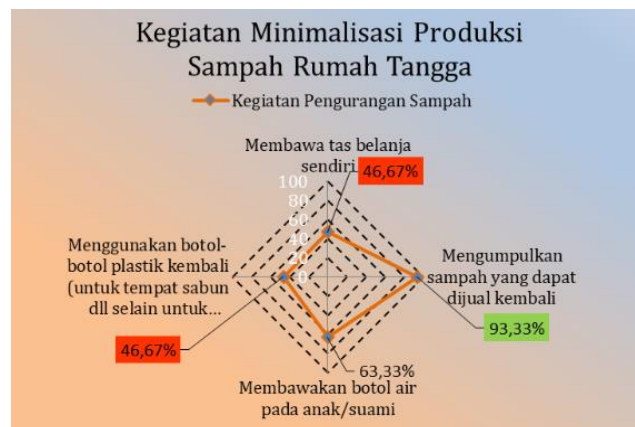 Kegiatan Minimalisasi Produksi
Sampah Rumah Tangga
Kegiatan Pengurangan Sampah
Membawa tas belanja
sendiri
46,67%
100
80
60
40
20
0
Menggunakan botol-
botol plastik kembali
(untuk tempat sabun
dll selain untuk...
46,67%
Mengumpulkan
sampah yang dapat
dijual kembali
93,33%
63,33%
Membawakan botol air
pada anak/suami